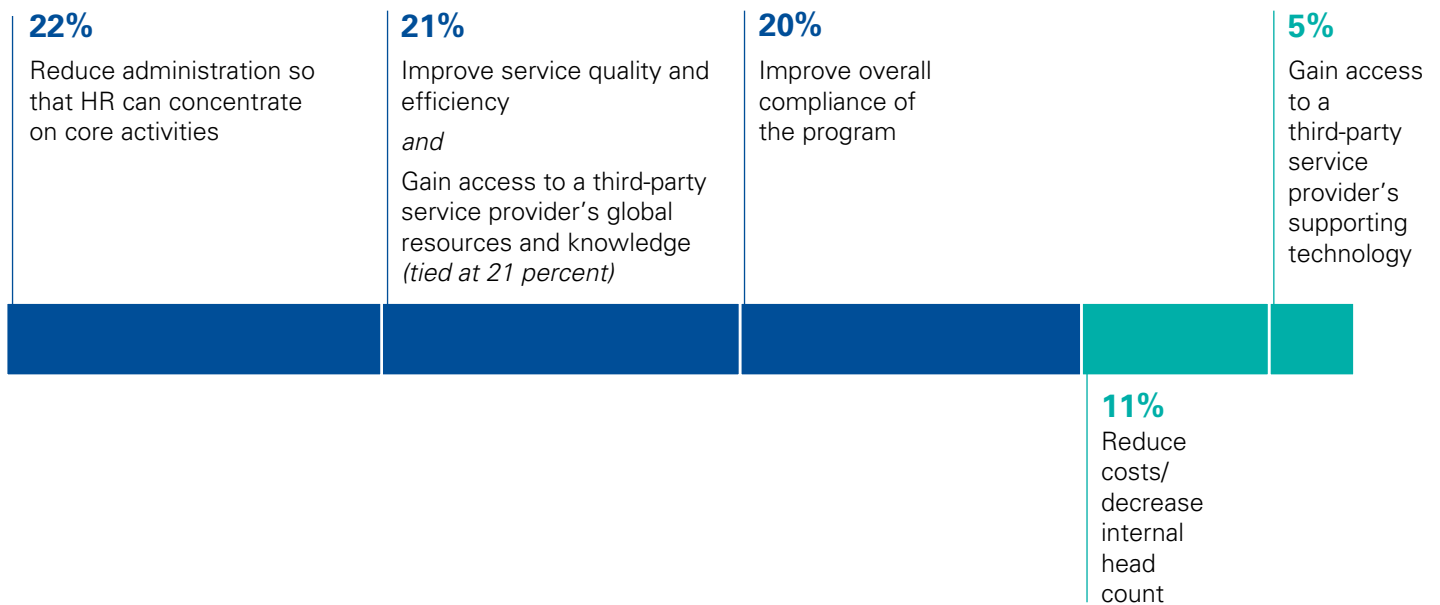 22%
Reduce administration so
that HR can concentrate
on core activities
21%
Improve service quality and
efficiency
and
Gain access to a third-party
service provider’s global
resources and knowledge
(tied at 21 percent)
20%
Improve overall
compliance of
the program
5%
Gain access
to a
third-party
service
provider’s
supporting
technology
11%
Reduce
costs/
decrease
internal
head
count